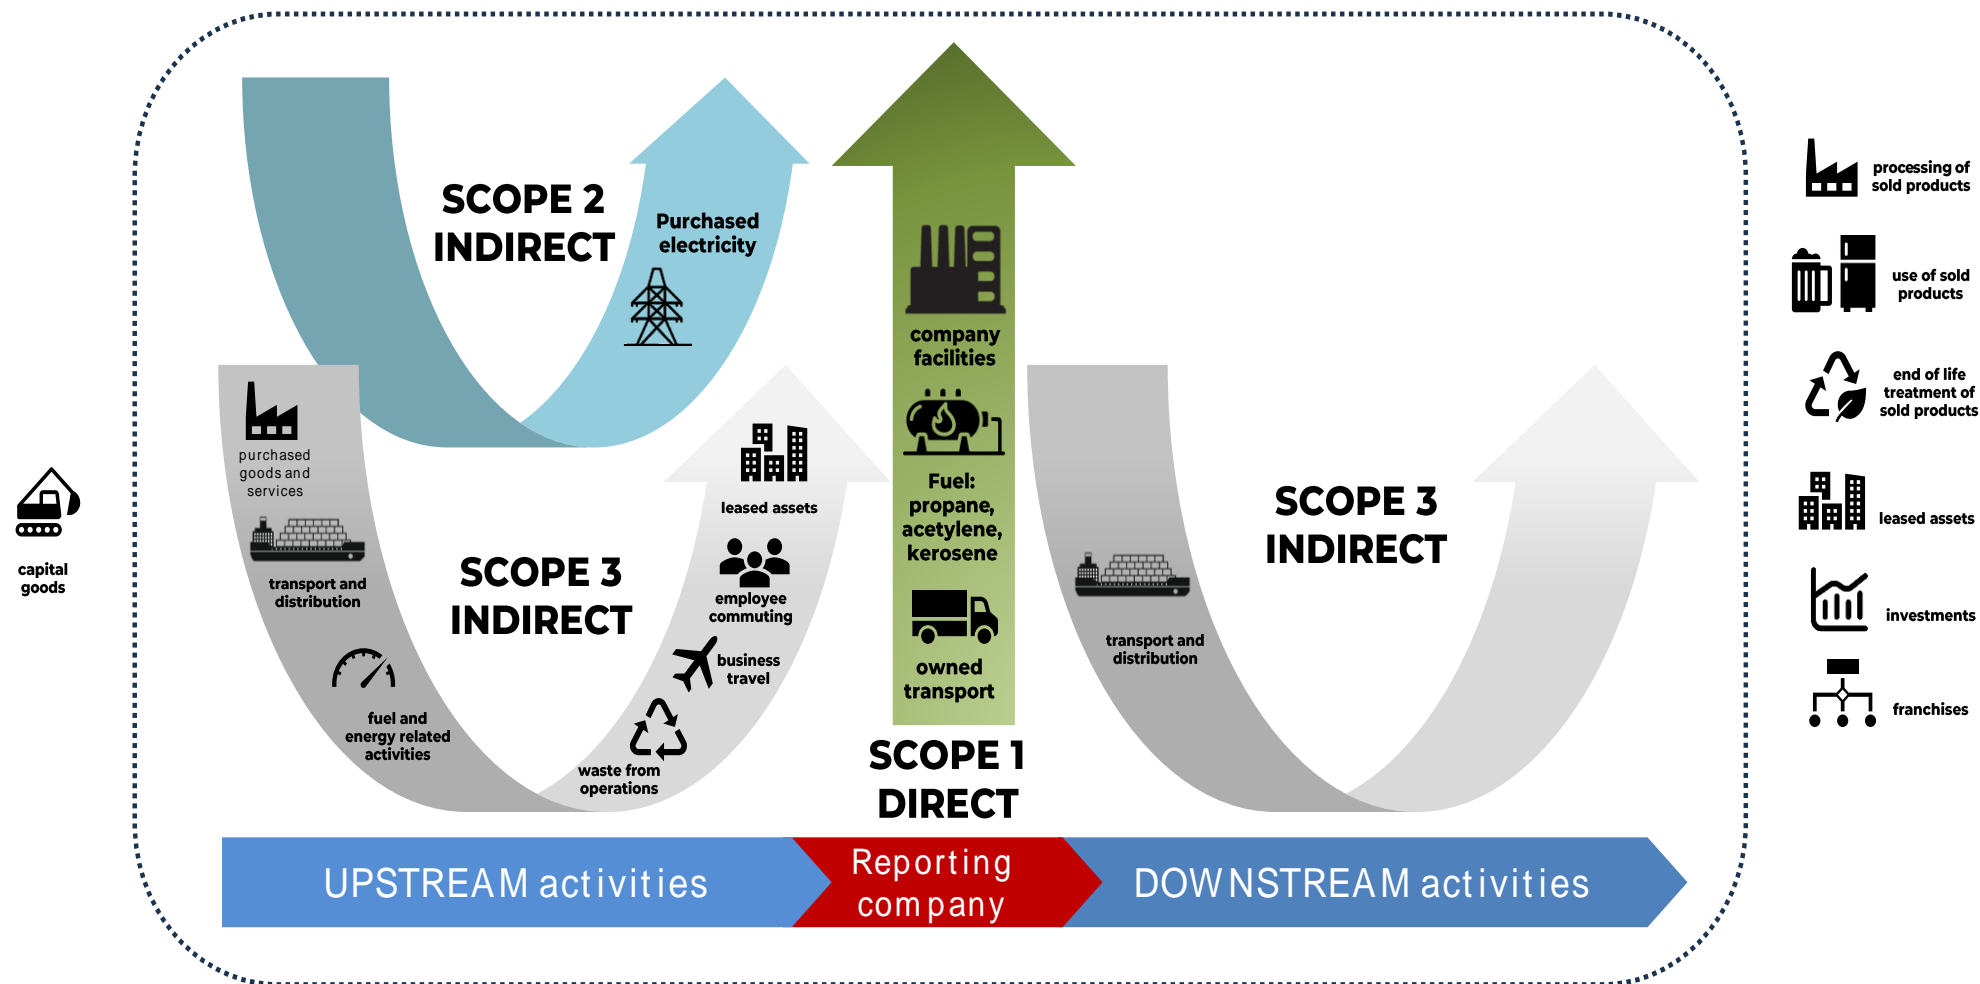 SCOPE 2
INDIRECT
Purchased
electricity
purchased
goods and
services
transport and
distribution
fuel and
energy related
activities
SCOPE 3
INDIRECT
leased assets
employee
commuting
business
travel
waste from
operations
capital
goods
company
facilities
Fuel:
propane,
acetylene,
kerosene
owned
transport
SCOPE 1
DIRECT
transport and
distribution
SCOPE 3
INDIRECT
processing of
sold products
use of sold
products
end of life
treatment of
sold products
leased assets
investments
franchises
UPSTREAM activities
Reporting
company
DOWNSTREAM activities